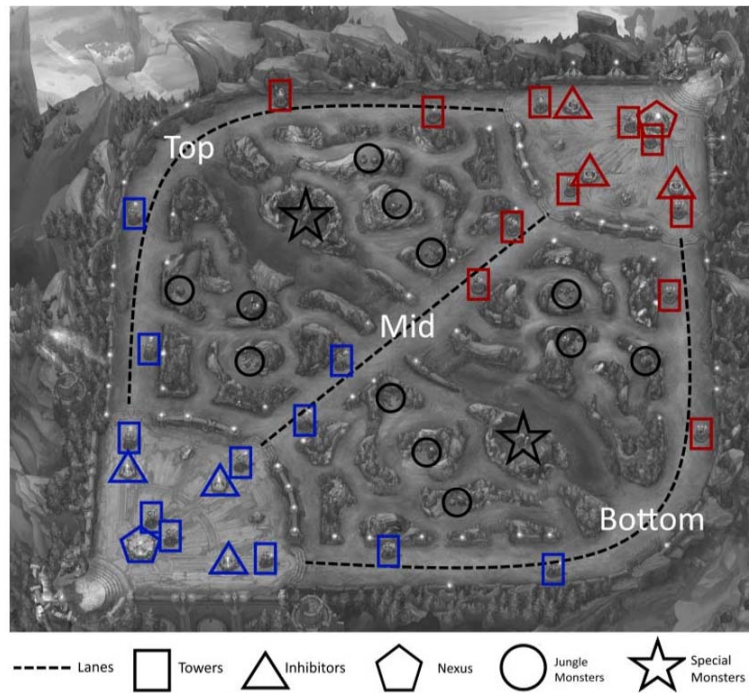 Top
Mid
Bottom
Lanes
Towers
Inhibitors
Nexus
Jungle
Monsters
Special
Monsters